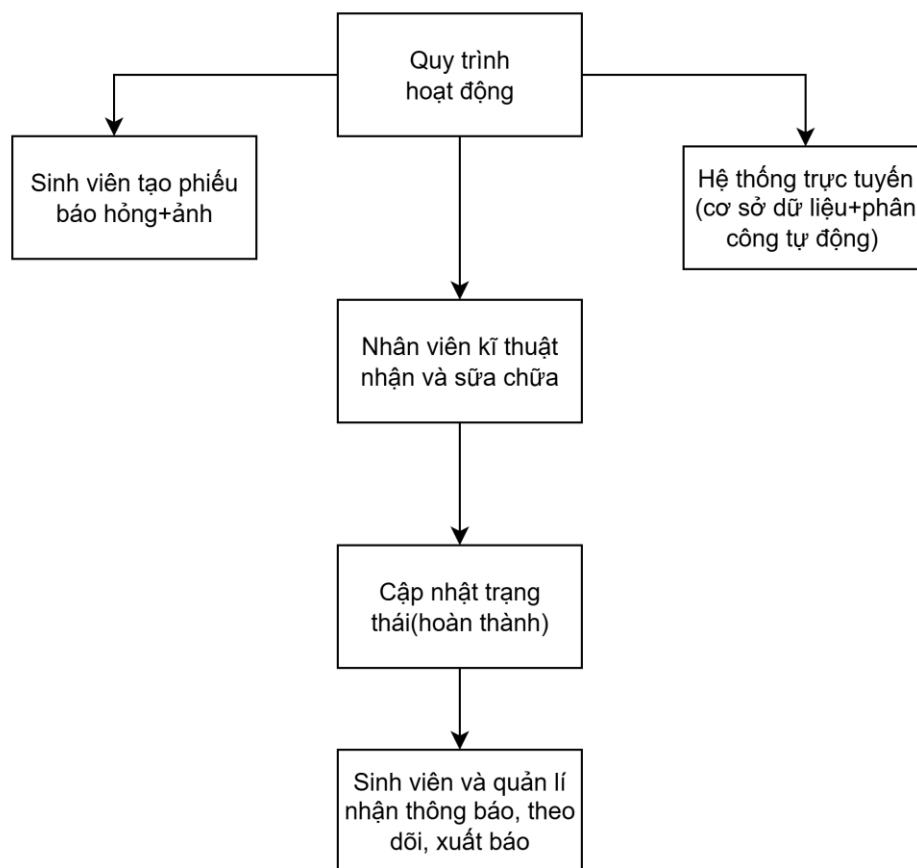 Quy trình
hoạt động
Sinh viên tạo phiếu
báo hỏng+ảnh
Hệ thống trực tuyến
(cơ sở dữ liệu+phân
công tự động)
Nhân viên kĩ thuật
nhận và sữa chữa
Cập nhật trạng
thái(hoàn thành)
Sinh viên và quản lí
nhận thông báo, theo
dõi, xuất báo